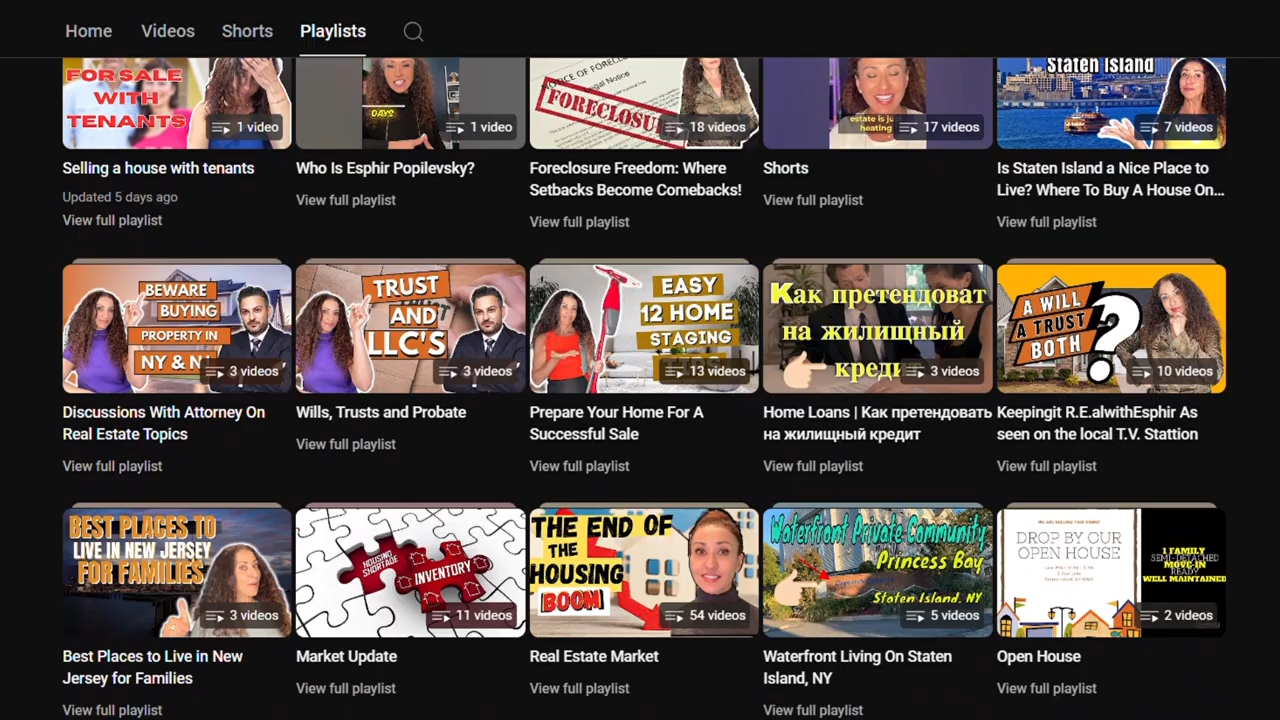 Home Videos Shorts Playlists
FOR SALE
WITH
TENANTS
1 video
DAYS
1 video
NOTICE OF FORECLOSURE
Legal Notice
FORECLOSU
18 videos
estate is ju
heating
17 videos
Staten Island
7 videos
Selling a house with tenants
Updated 5 days ago
View full playlist
Who Is Esphir Popilevsky?
View full playlist
Foreclosure Freedom: Where
Setbacks Become Comebacks!
View full playlist
Shorts
View full playlist
Is Staten Island a Nice Place to
Live? Where To Buy A House On...
View full playlist
BEWARE
BUYING
PROPERTY IN
NY & NJ
3 videos
TRUST
AND
LLC'S
3 videos
EASY
12 HOME
STAGING
13 videos
Как претендоват
на жилищный
креди
3 videos
A WILL
A TRUST
BOTH
?
10 videos
Discussions With Attorney On
Real Estate Topics
View full playlist
Wills, Trusts and Probate
View full playlist
Prepare Your Home For A
Successful Sale
View full playlist
Home Loans | Как претендовать
на жилищный кредит
View full playlist
Keepingit R.E.alwithEsphir As
seen on the local T.V. Stattion
View full playlist
BEST PLACES TO
LIVE IN NEW JERSEY
FOR FAMILIES
3 videos
HOUSING
SHORTAGE
INVENTORY
11 videos
THE END OF
THE
HOUSING
BOOM
54 videos
Waterfront Private Community
Princess Bay
Staten Island, NY
5 videos
WE ARE SELLING THIS HOME!
DROP BY OUR
OPEN HOUSE
1 FAMILY
SEMI-DETACHED
MOVE-IN
READY
WELL MAINTAINED
2 videos
Best Places to Live in New
Jersey for Families
View full playlist
Market Update
View full playlist
Real Estate Market
View full playlist
Waterfront Living On Staten
Island, NY
View full playlist
Open House
View full playlist